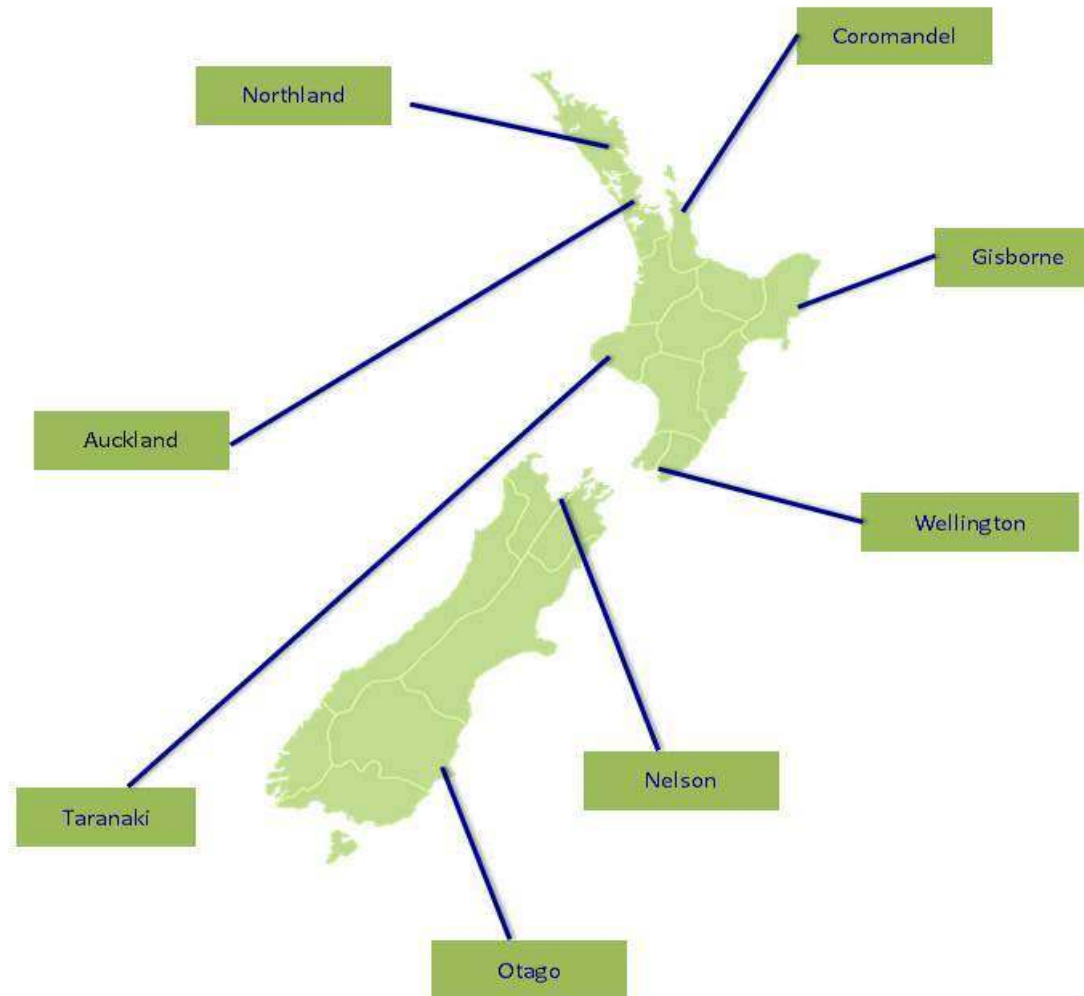 Coromandel
Northland
Gisborne
Auckland
Wellington
Nelson
Taranaki
Otago